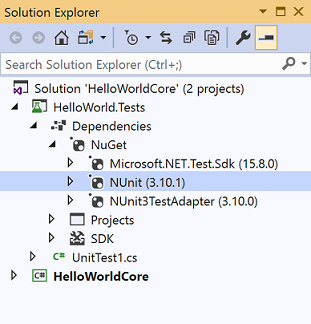 Solution Explorer
Search Solution Explorer (Ctrl+;)
Solution 'HelloWorldCore' (2 projects)
HelloWorld.Tests
Dependencies
NuGet
Microsoft.NET.Test.Sdk (15.8.0)
NUnit (3.10.1)
NUnit3TestAdapter (3.10.0)
Projects
SDK
C# UnitTest1.cs
C# HelloWorldCore